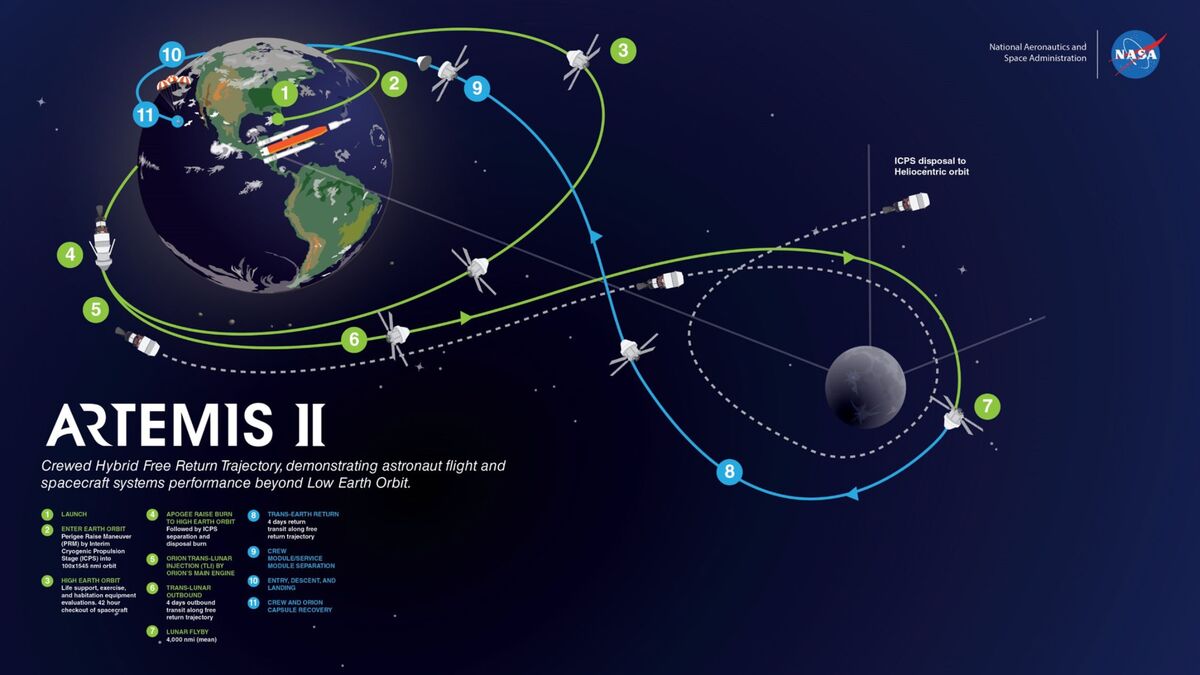 National Aeronautics and
Space Administration
NASA
10
3
2
1
9
11
ICPS disposal to
Heliocentric orbit
4
5
6
7
8
ARTEMIS II
Crewed Hybrid Free Return Trajectory, demonstrating astronaut flight and
spacecraft systems performance beyond Low Earth Orbit.
1 LAUNCH
2 ENTER EARTH ORBIT
Perigee Raise Maneuver
(PRM) by Interim
Cryogenic Propulsion
Stage (ICPS) into
100x1545 nmi orbit
3 HIGH EARTH ORBIT
Life support, exercise,
and habitation equipment
evaluations. 42 hour
checkout of spacecraft
4 APOGEE RAISE BURN
TO HIGH EARTH ORBIT
Followed by ICPS
separation and
disposal burn
5 ORION TRANS-LUNAR
INJECTION (TLI) BY
ORION'S MAIN ENGINE
6 TRANS-LUNAR
OUTBOUND
4 days outbound
transit along free
return trajectory
7 LUNAR FLYBY
4,000 nmi (mean)
8 TRANS-EARTH RETURN
4 days return
transit along free
return trajectory
9 CREW
MODULE/SERVICE
MODULE SEPARATION
10 ENTRY, DESCENT, AND
LANDING
11 CREW AND ORION
CAPSULE RECOVERY